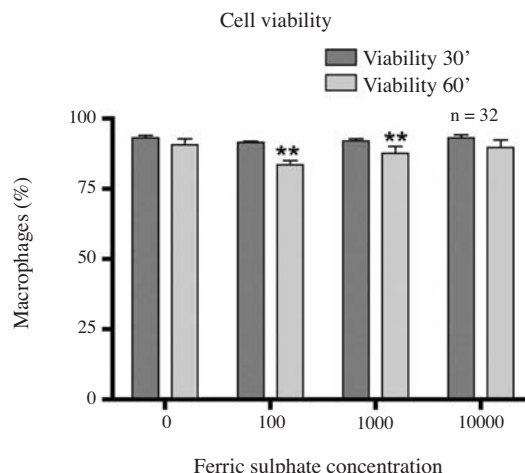 Cell viability
Viability 30’
Viability 60’
n = 32
100
75
50
25
0
Macrophages (%)
**
**
0
100
1000
10000
Ferric sulphate concentration